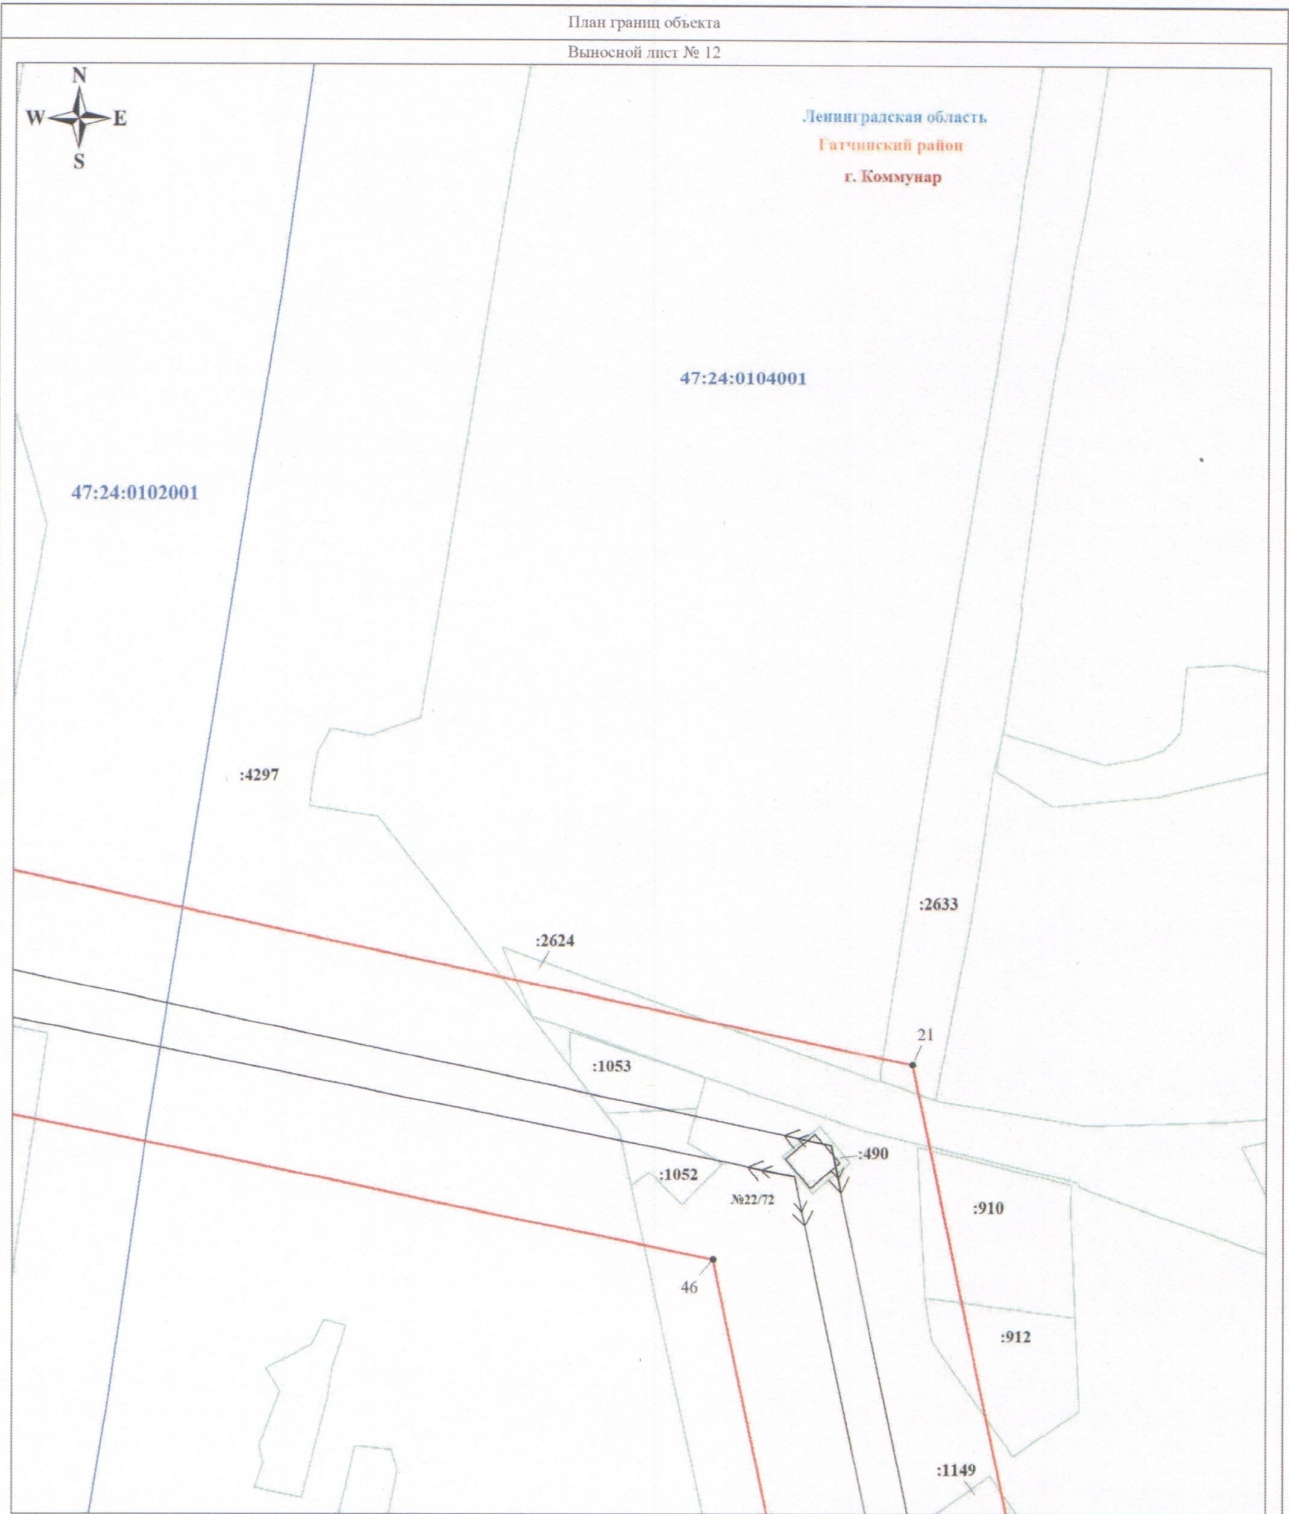 План границ объекта
Выносной лист № 12
N
W E
S
Ленинградская область
Гатчинский район
г. Коммунар
47:24:0104001
47:24:0102001
:4297
:2633
:2624
21
:1053
:490
:1052
№22/72
:910
46
:912
:1149